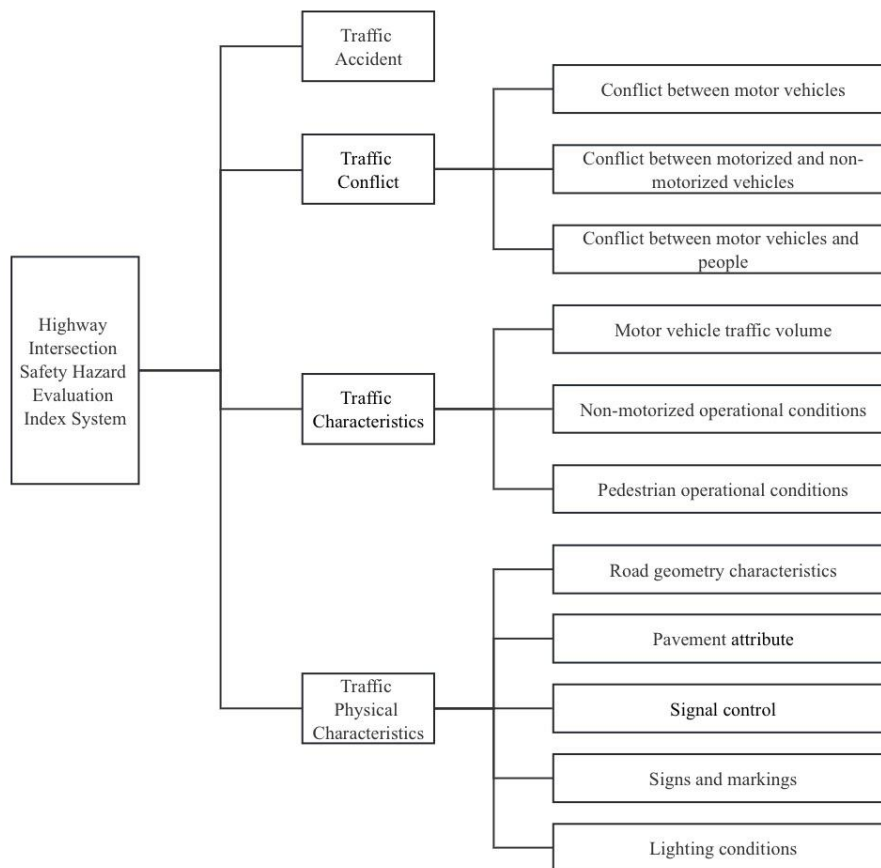 Traffic
Accident
Conflict between motor vehicles
Traffic
Conflict
Conflict between motorized and non-
motorized vehicles
Conflict between motor vehicles and
people
Highway
Intersection
Safety Hazard
Evaluation
Index System
Motor vehicle traffic volume
Traffic
Characteristics
Non-motorized operational conditions
Pedestrian operational conditions
Road geometry characteristics
Pavement attribute
Traffic
Physical
Characteristics
Signal control
Signs and markings
Lighting conditions